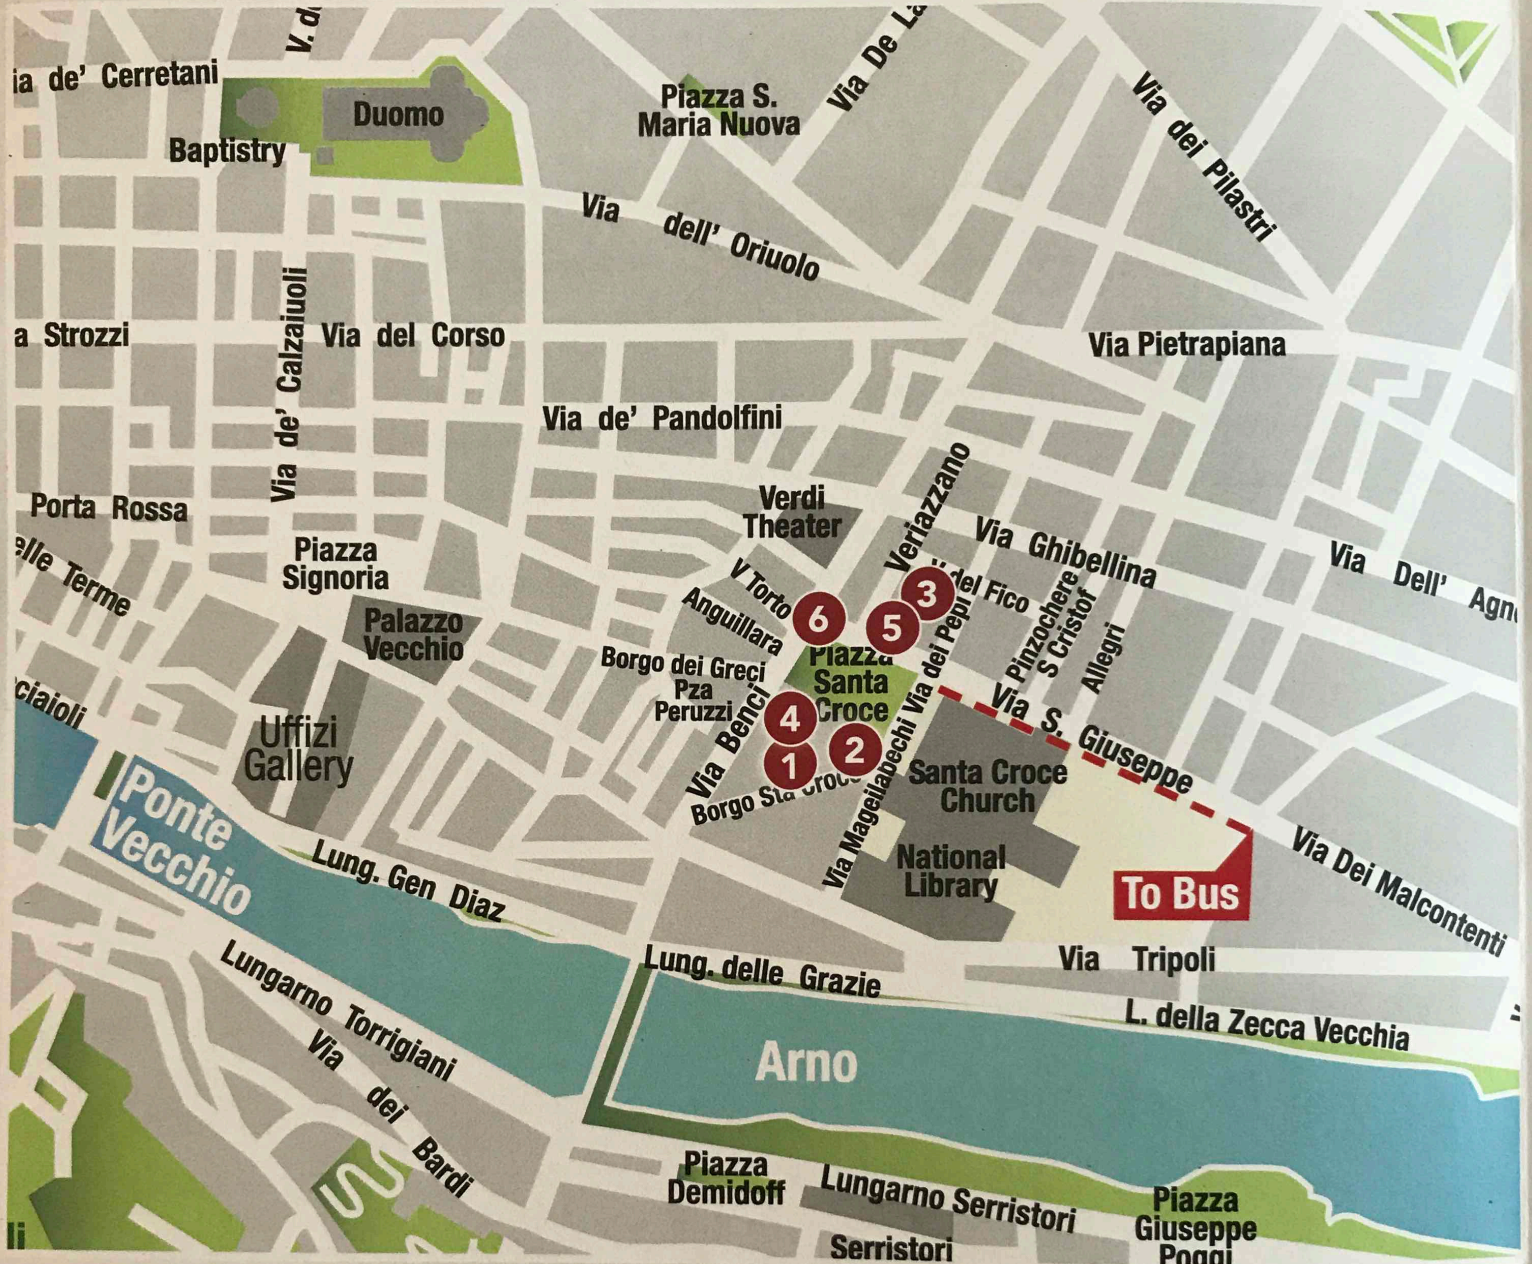 V. d
ia de' Cerretani
Duomo
Baptistry
Piazza S.
Maria Nuova
Via De La
Via dei Pilastri
Via dell' Oriuolo
a Strozzi
Via de' Calzaiuoli
Via del Corso
Via Pietrapiana
Via de' Pandolfini
Porta Rossa
elle Terme
Piazza
Signoria
Verdi
Theater
Veriazzano
Via Ghibellina
Via Dell' Agn
V Torto
Anguillara
del Fico
3
6
5
Pinzochere
S Cristof
Allegri
Palazzo
Vecchio
Borgo dei Greci
Pza
Peruzzi
Piazza
Santa
Croce
Via dei Pepi
4
2
1
Via Benci
Borgo Sta Croce
Via Mageilabechi
Via S. Giuseppe
ciaioli
Uffizi
Gallery
Santa Croce
Church
National
Library
To Bus
Via Dei Malcontenti
Ponte
Vecchio
Lung. Gen Diaz
Lung. delle Grazie
Via Tripoli
L. della Zecca Vecchia
Lungarno Torrigiani
Via dei Bardi
Arno
Piazza
Demidoff
Lungarno Serristori
Serristori
Piazza
Giuseppe
Poggi
li